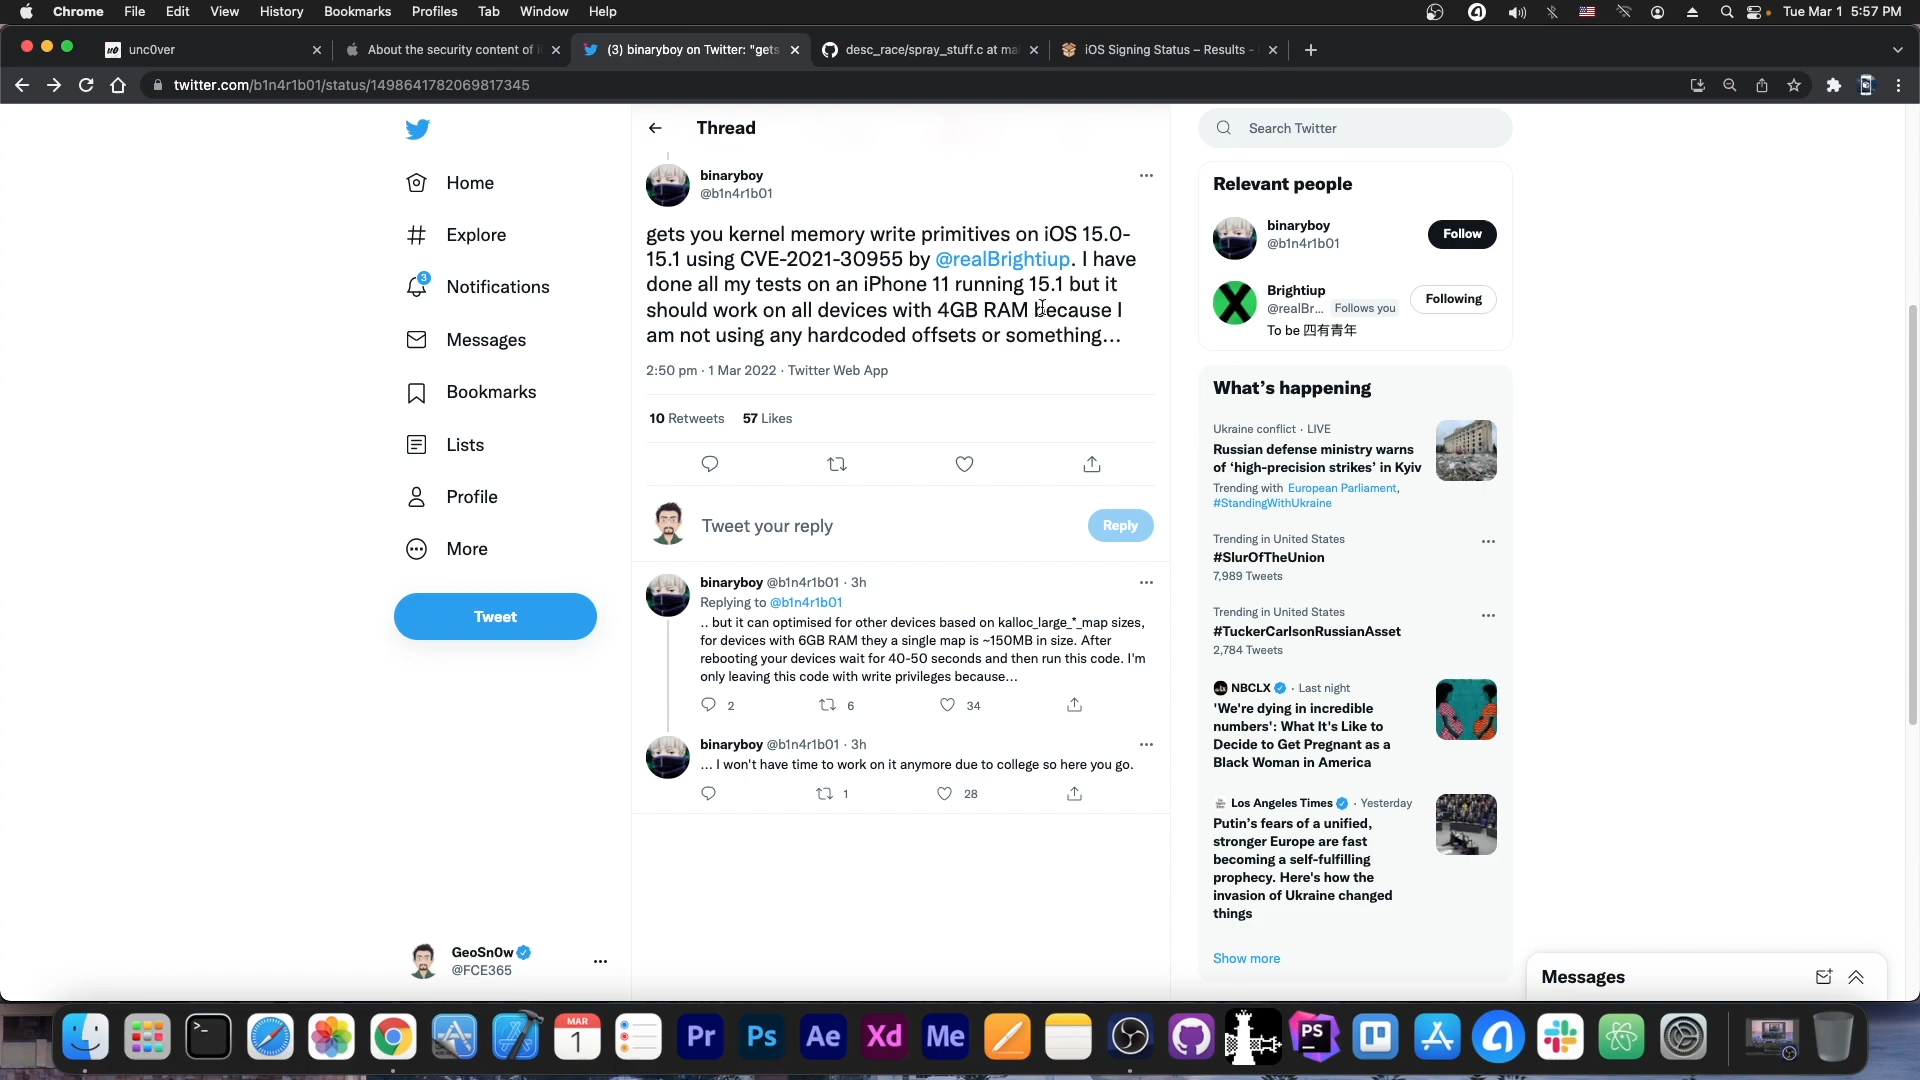 Chrome File Edit View History Bookmarks Profiles Tab Window Help Tue Mar 1 5:57 PM
unc0ver
About the security content of i
(3) binaryboy on Twitter: "gets
desc_race/spray_stuff.c at mai
iOS Signing Status – Results -
twitter.com/b1n4r1b01/status/1498641782069817345
Home
Explore
3
Notifications
Messages
Bookmarks
Lists
Profile
More
Tweet
GeoSn0w
@FCE365
Thread
binaryboy
@b1n4r1b01
gets you kernel memory write primitives on iOS 15.0-
15.1 using CVE-2021-30955 by @realBrightiup. I have
done all my tests on an iPhone 11 running 15.1 but it
should work on all devices with 4GB RAM because I
am not using any hardcoded offsets or something...
2:50 pm · 1 Mar 2022 · Twitter Web App
10 Retweets 57 Likes
Tweet your reply
Reply
binaryboy @b1n4r1b01 · 3h
Replying to @b1n4r1b01
.. but it can optimised for other devices based on kalloc_large_*_map sizes,
for devices with 6GB RAM they a single map is ~150MB in size. After
rebooting your devices wait for 40-50 seconds and then run this code. I'm
only leaving this code with write privileges because...
2 6 34
binaryboy @b1n4r1b01 · 3h
... I won't have time to work on it anymore due to college so here you go.
1 28
Search Twitter
Relevant people
binaryboy
@b1n4r1b01
Follow
Brightiup
@realBr... Follows you
Following
To be 四有青年
What's happening
Ukraine conflict · LIVE
Russian defense ministry warns
of 'high-precision strikes' in Kyiv
Trending with European Parliament,
#StandingWithUkraine
Trending in United States
#SlurOfTheUnion
7,989 Tweets
Trending in United States
#TuckerCarlsonRussianAsset
2,784 Tweets
NBCLX · Last night
'We're dying in incredible
numbers': What It's Like to
Decide to Get Pregnant as a
Black Woman in America
Los Angeles Times · Yesterday
Putin's fears of a unified,
stronger Europe are fast
becoming a self-fulfilling
prophecy. Here's how the
invasion of Ukraine changed
things
Show more
Messages
MAR
1
Pr Ps Ae Xd Me PS